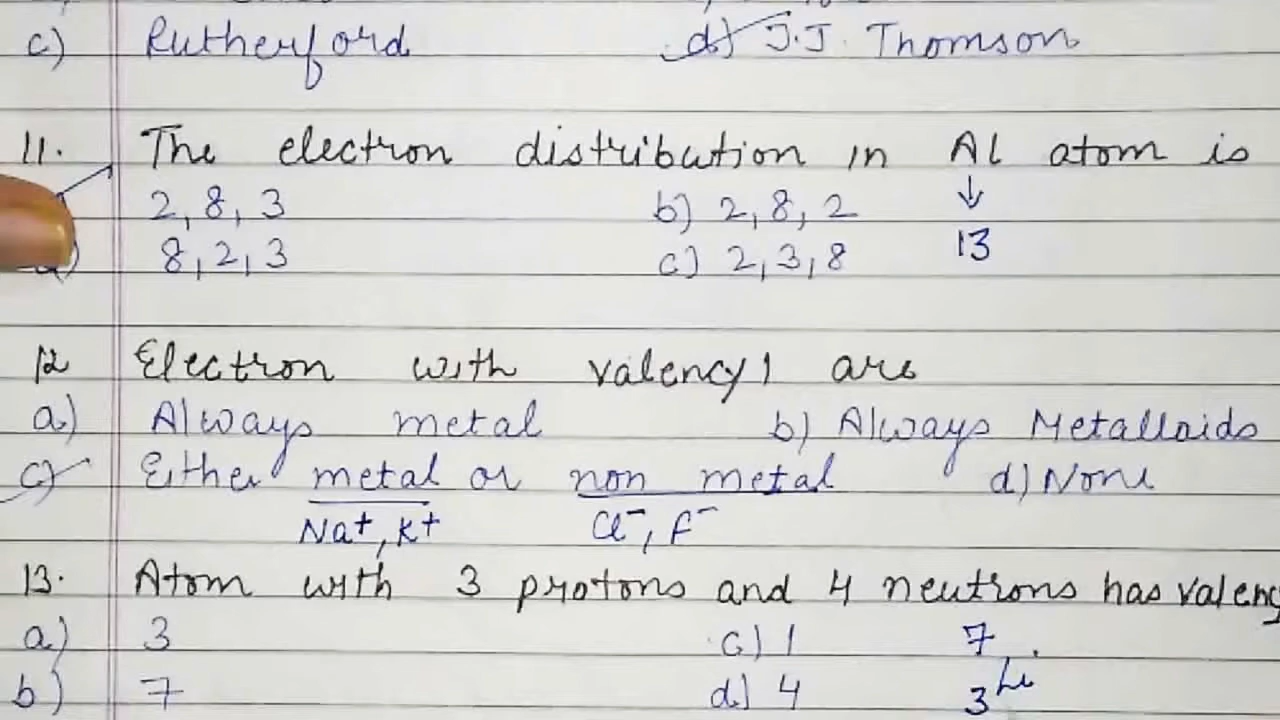 c) Rutherford d) J.J. Thomson
11. The electron distribution in Al atom is
2, 8, 3 b) 2, 8, 2 ↓
8, 2, 3 c) 2, 3, 8 13
12 Electron with valency 1 are
a) Always metal b) Always Metalloids
c) Either metal or non metal d) None
Na⁺, K⁺ Cl⁻, F⁻
13. Atom with 3 protons and 4 neutrons has valency
a) 3 c) 1 7
b) 7 d) 4 3 Li